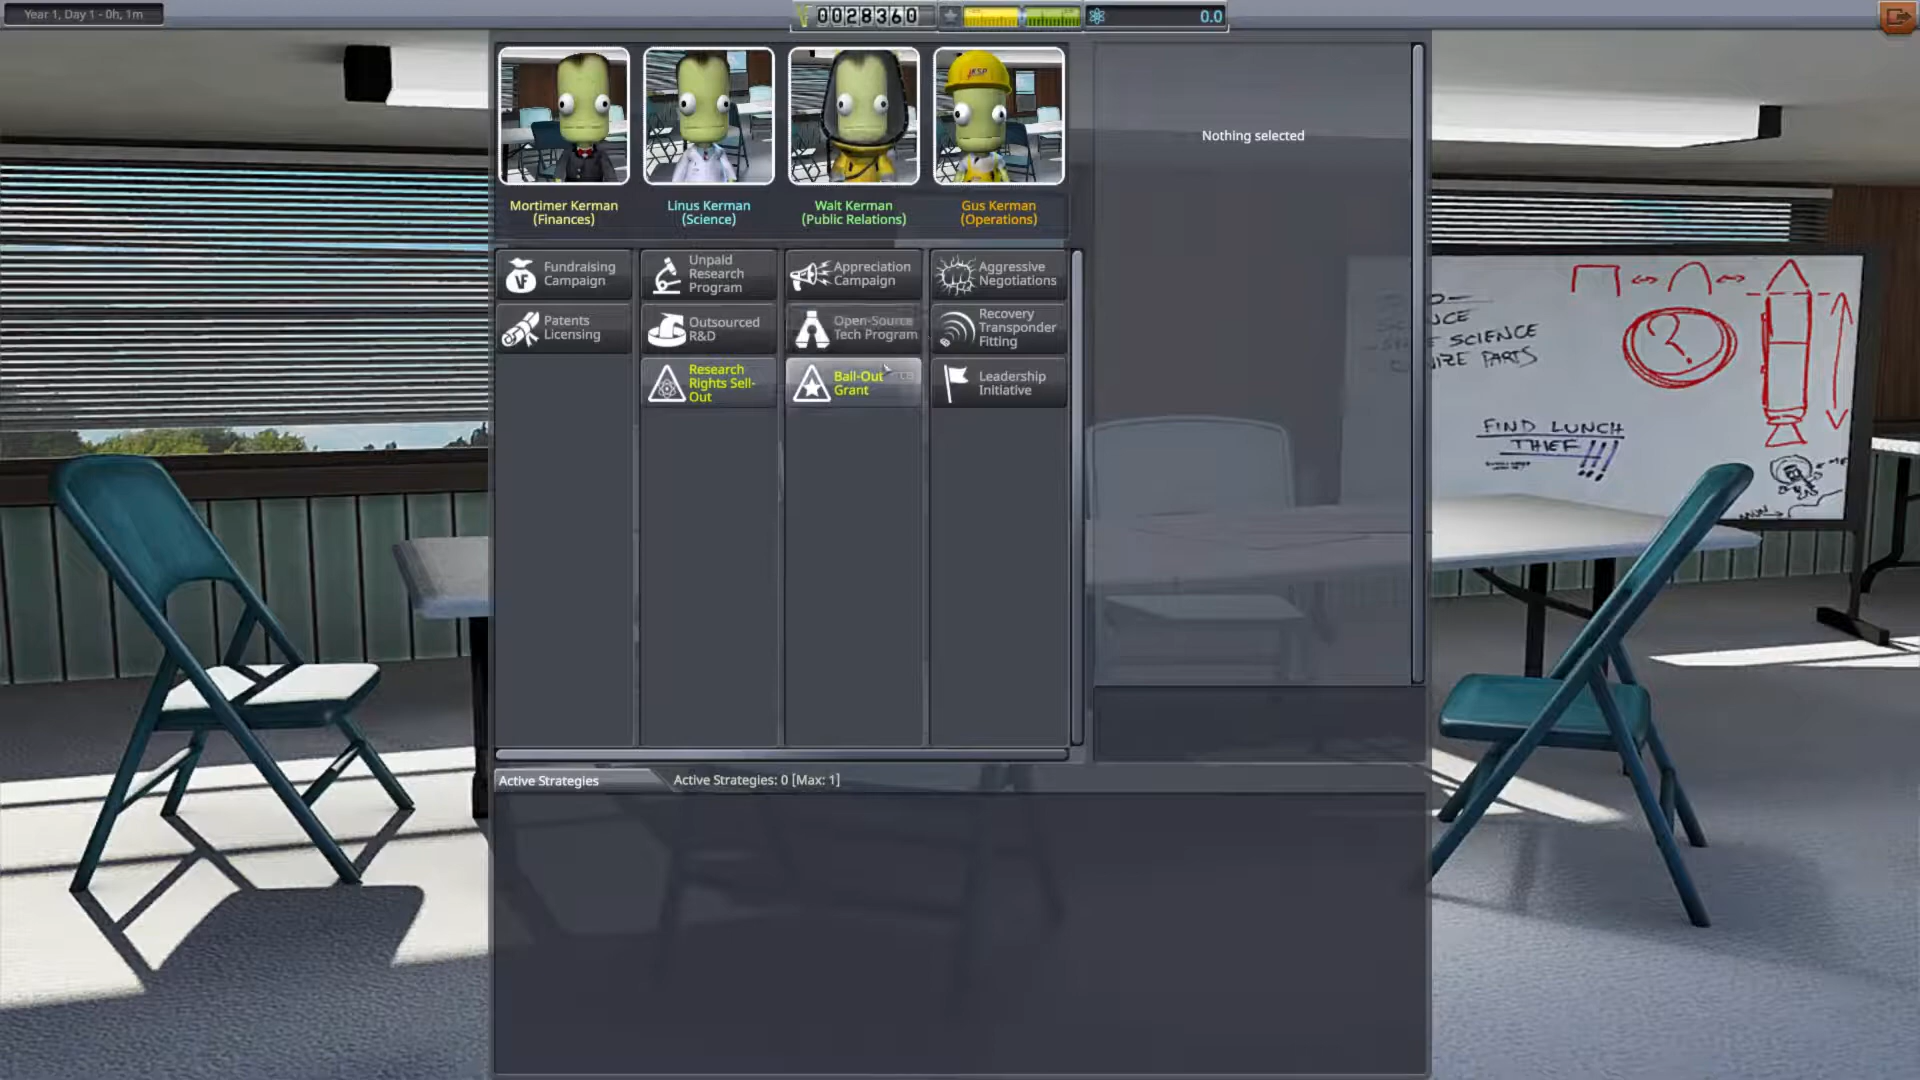 Year 1, Day 1 - 0h, 1m
0028360
0.0
Mortimer Kerman
(Finances)
Linus Kerman
(Science)
Walt Kerman
(Public Relations)
Gus Kerman
(Operations)
Nothing selected
Fundraising
Campaign
Unpaid
Research
Program
Appreciation
Campaign
Aggressive
Negotiations
Patents
Licensing
Outsourced
R&D
Open-Source
Tech Program
Recovery
Transponder
Fitting
Research
Rights Sell-
Out
Bail-Out
Grant
Leadership
Initiative
SCIENCE
PARTS
?
FIND LUNCH
THIEF !!!
Active Strategies
Active Strategies: 0 [Max: 1]